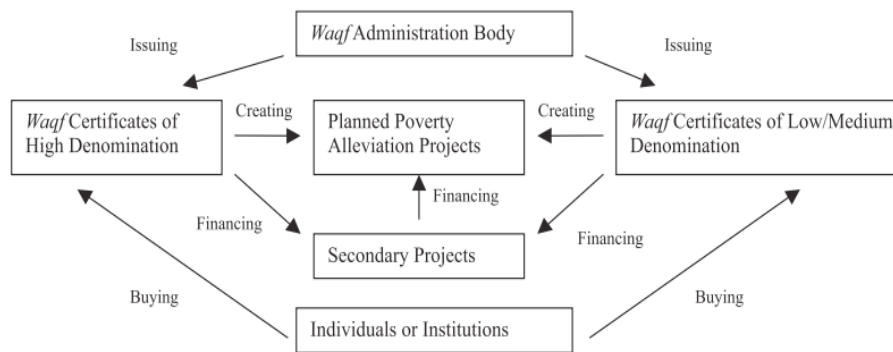 Waqf Administration Body
Issuing
Issuing
Waqf Certificates of
High Denomination
Creating
Planned Poverty
Alleviation Projects
Creating
Waqf Certificates of Low/Medium
Denomination
Financing
Financing
Financing
Secondary Projects
Buying
Buying
Individuals or Institutions